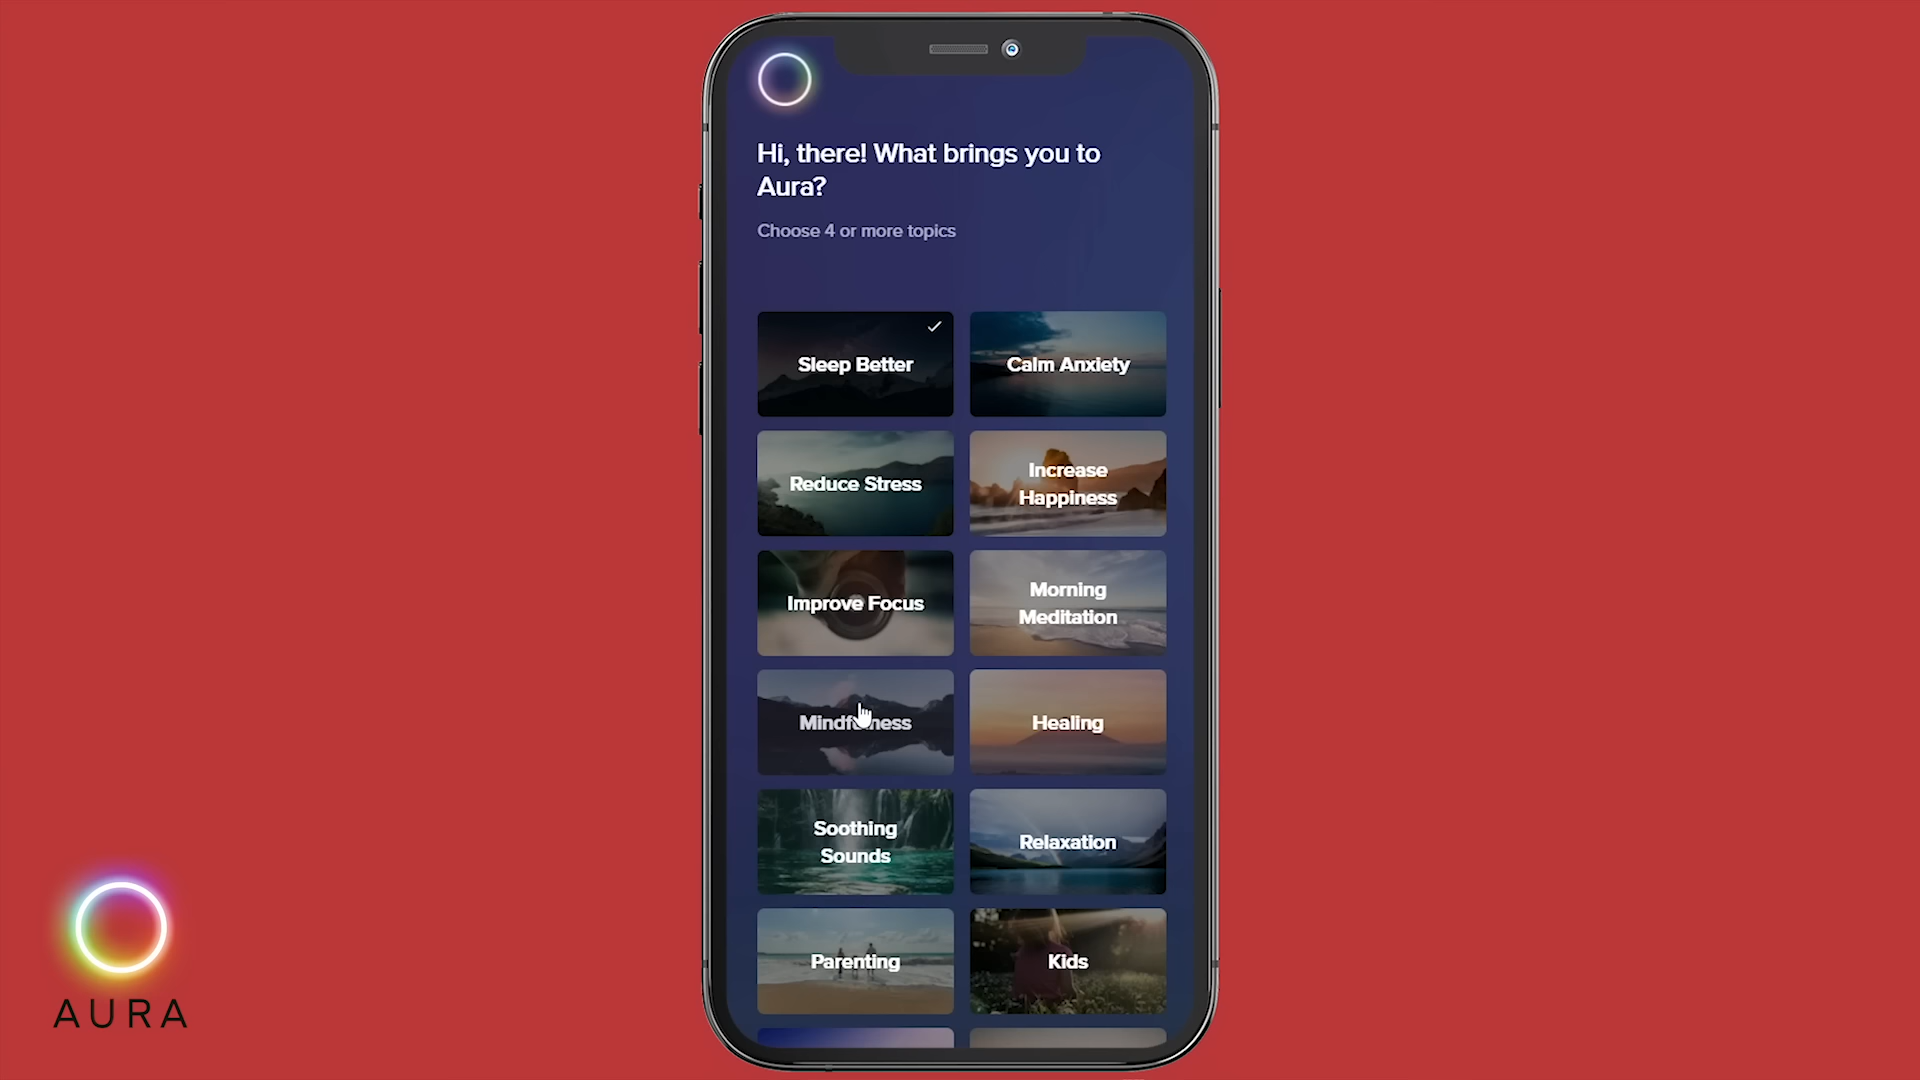 Hi, there! What brings you to
Aura?
Choose 4 or more topics
Sleep Better
Calm Anxiety
Reduce Stress
Increase
Happiness
Improve Focus
Morning
Meditation
Mindfulness
Healing
Soothing
Sounds
Relaxation
Parenting
Kids
AURA